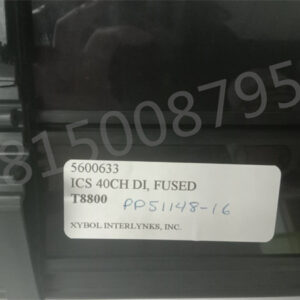 815008795
5600633
ICS 40CH DI, FUSED
T8800 PP51148-16
XYBOL INTERLYNKS, INC.